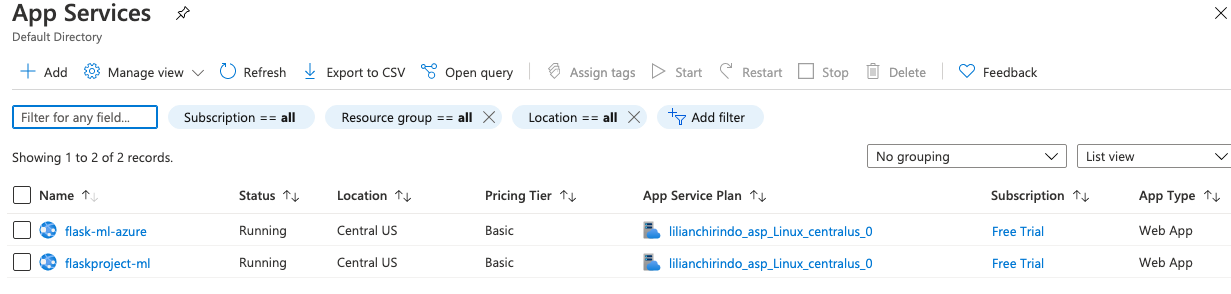 App Services
Default Directory
Add Manage view Refresh Export to CSV Open query Assign tags Start Restart Stop Delete Feedback
Filter for any field... Subscription == all Resource group == all Location == all Add filter
Showing 1 to 2 of 2 records. No grouping List view
Name Status Location Pricing Tier App Service Plan Subscription App Type
flask-ml-azure Running Central US Basic lilianchirindo_asp_Linux_centralus_0 Free Trial Web App
flaskproject-ml Running Central US Basic lilianchirindo_asp_Linux_centralus_0 Free Trial Web App